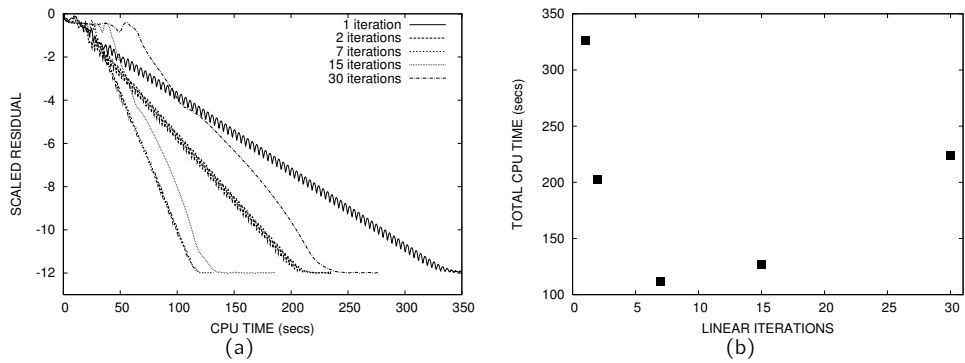 0
-2
-4
-6
-8
-10
-12
SCALED RESIDUAL
0 50 100 150 200 250 300 350
CPU TIME (secs)
1 iteration
2 iterations
7 iterations
15 iterations
30 iterations
(a)
350
300
250
200
150
100
TOTAL CPU TIME (secs)
0 5 10 15 20 25 30
LINEAR ITERATIONS
(b)